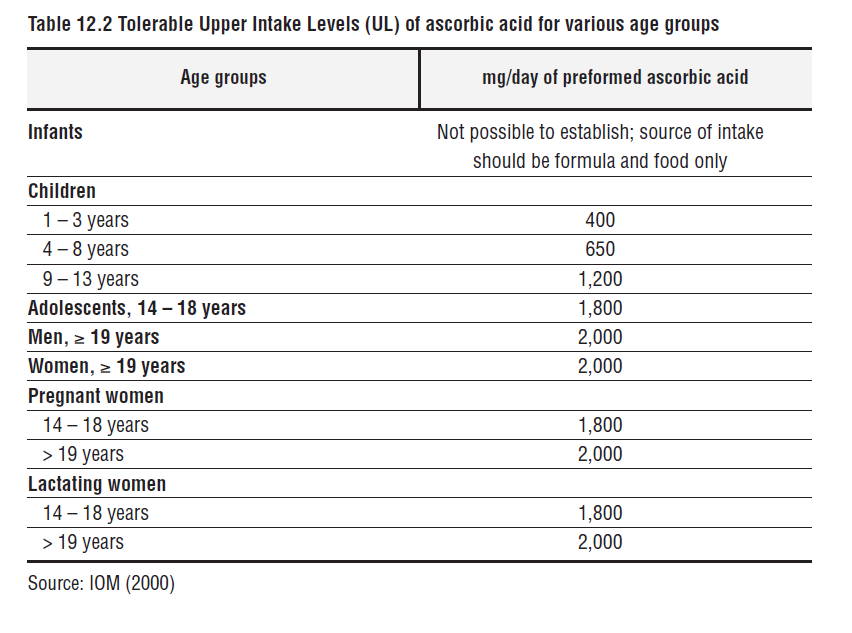 Table 12.2 Tolerable Upper Intake Levels (UL) of ascorbic acid for various age groups
Age groups mg/day of preformed ascorbic acid
Infants Not possible to establish; source of intake
should be formula and food only
Children
1 – 3 years 400
4 – 8 years 650
9 – 13 years 1,200
Adolescents, 14 – 18 years 1,800
Men, ≥ 19 years 2,000
Women, ≥ 19 years 2,000
Pregnant women
14 – 18 years 1,800
> 19 years 2,000
Lactating women
14 – 18 years 1,800
> 19 years 2,000
Source: IOM (2000)